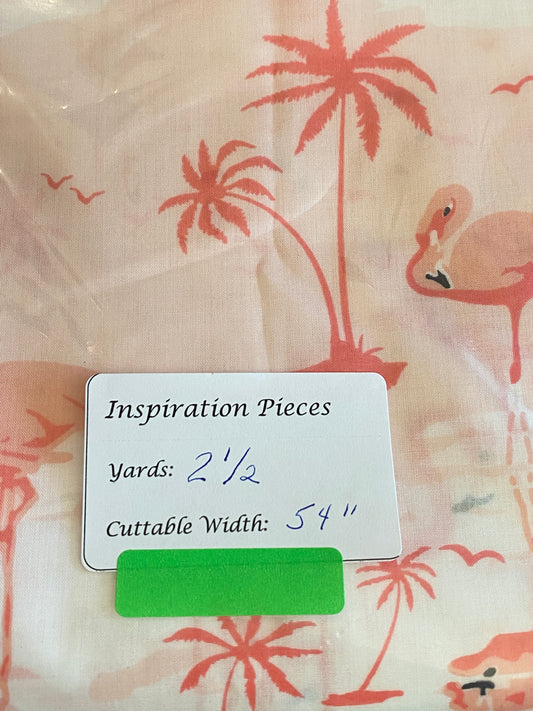 Inspiration Pieces
Yards: 2 1/2
Cuttable Width: 54"